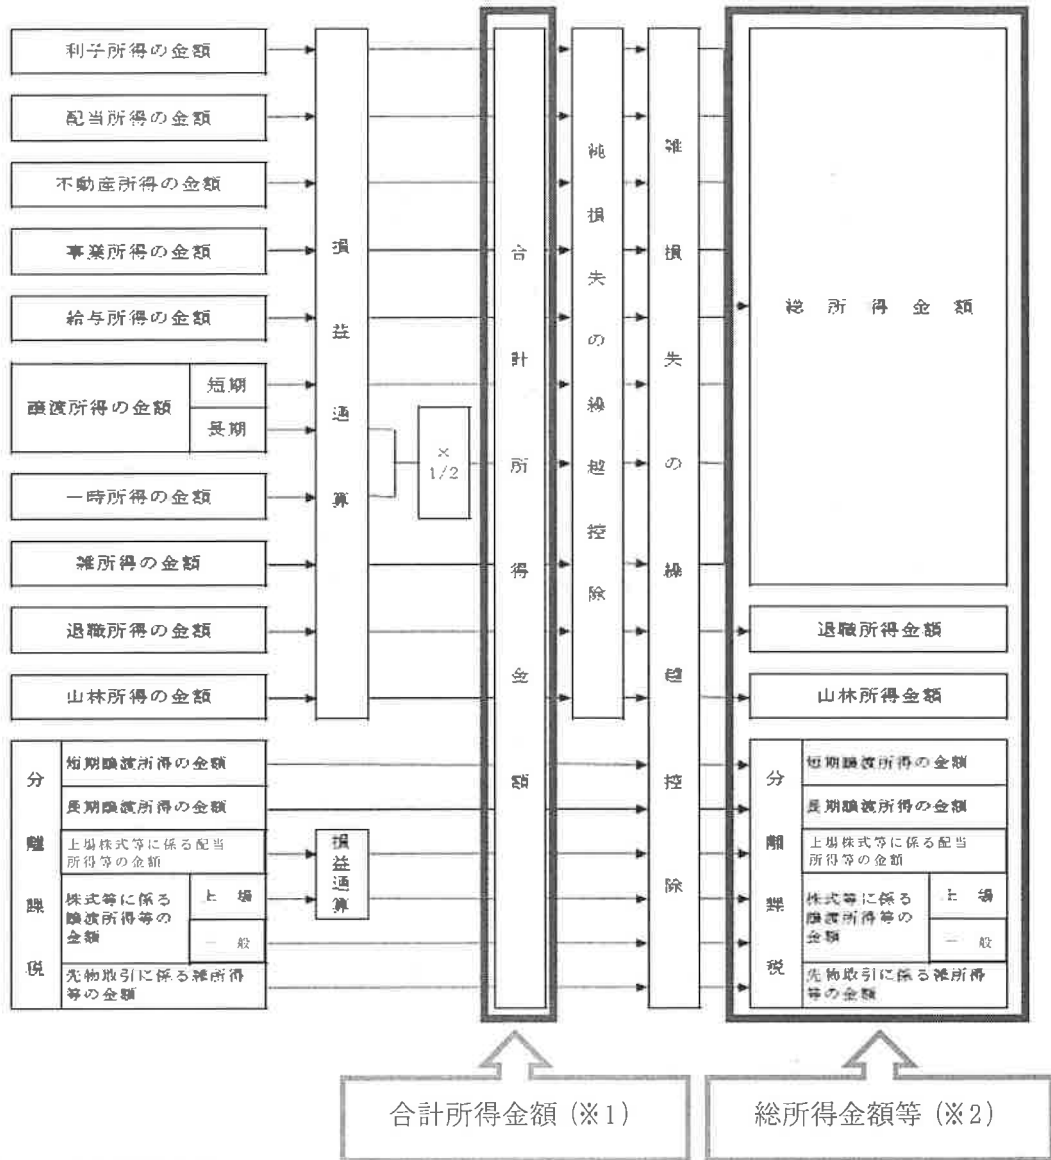 利子所得の金額
配当所得の金額
不動産所得の金額
事業所得の金額
給与所得の金額
譲渡所得の金額
短期
長期
一時所得の金額
雑所得の金額
退職所得の金額
山林所得の金額
分離課税
短期譲渡所得の金額
長期譲渡所得の金額
上場株式等に係る配当
所得等の金額
株式等に係る
譲渡所得等の
金額
上場
一般
先物取引に係る雑所得
等の金額
損益通算
損益通算
×
1/2
合計所得金額
純損失の繰越控除
雑損失の繰越控除
総所得金額
退職所得金額
山林所得金額
分離課税
短期譲渡所得の金額
長期譲渡所得の金額
上場株式等に係る配当
所得等の金額
株式等に係る
譲渡所得等の
金額
上場
一般
先物取引に係る雑所得
等の金額
合計所得金額(※1)
総所得金額等(※2)